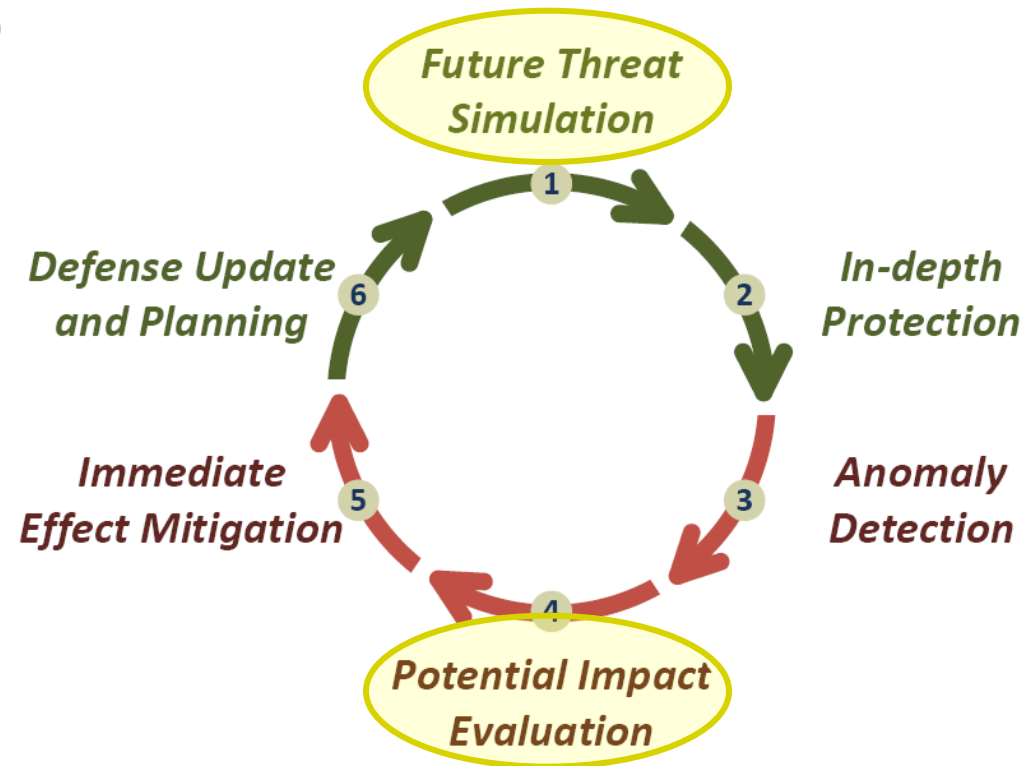 Future Threat
Simulation
1
Defense Update
and Planning
6
2
In-depth
Protection
Immediate
Effect Mitigation
5
3
Anomaly
Detection
4
Potential Impact
Evaluation